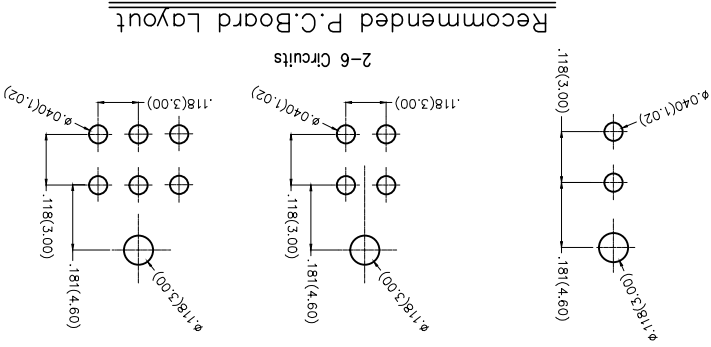 Recommended P.C.Board Layout
2-6 Circuits
.118(3.00)
ø.040(1.02)
.181(4.60)
ø.118(3.00)
.118(3.00)
ø.040(1.02)
.118(3.00)
.181(4.60)
ø.118(3.00)
.118(3.00)
ø.040(1.02)
.118(3.00)
.181(4.60)
ø.118(3.00)